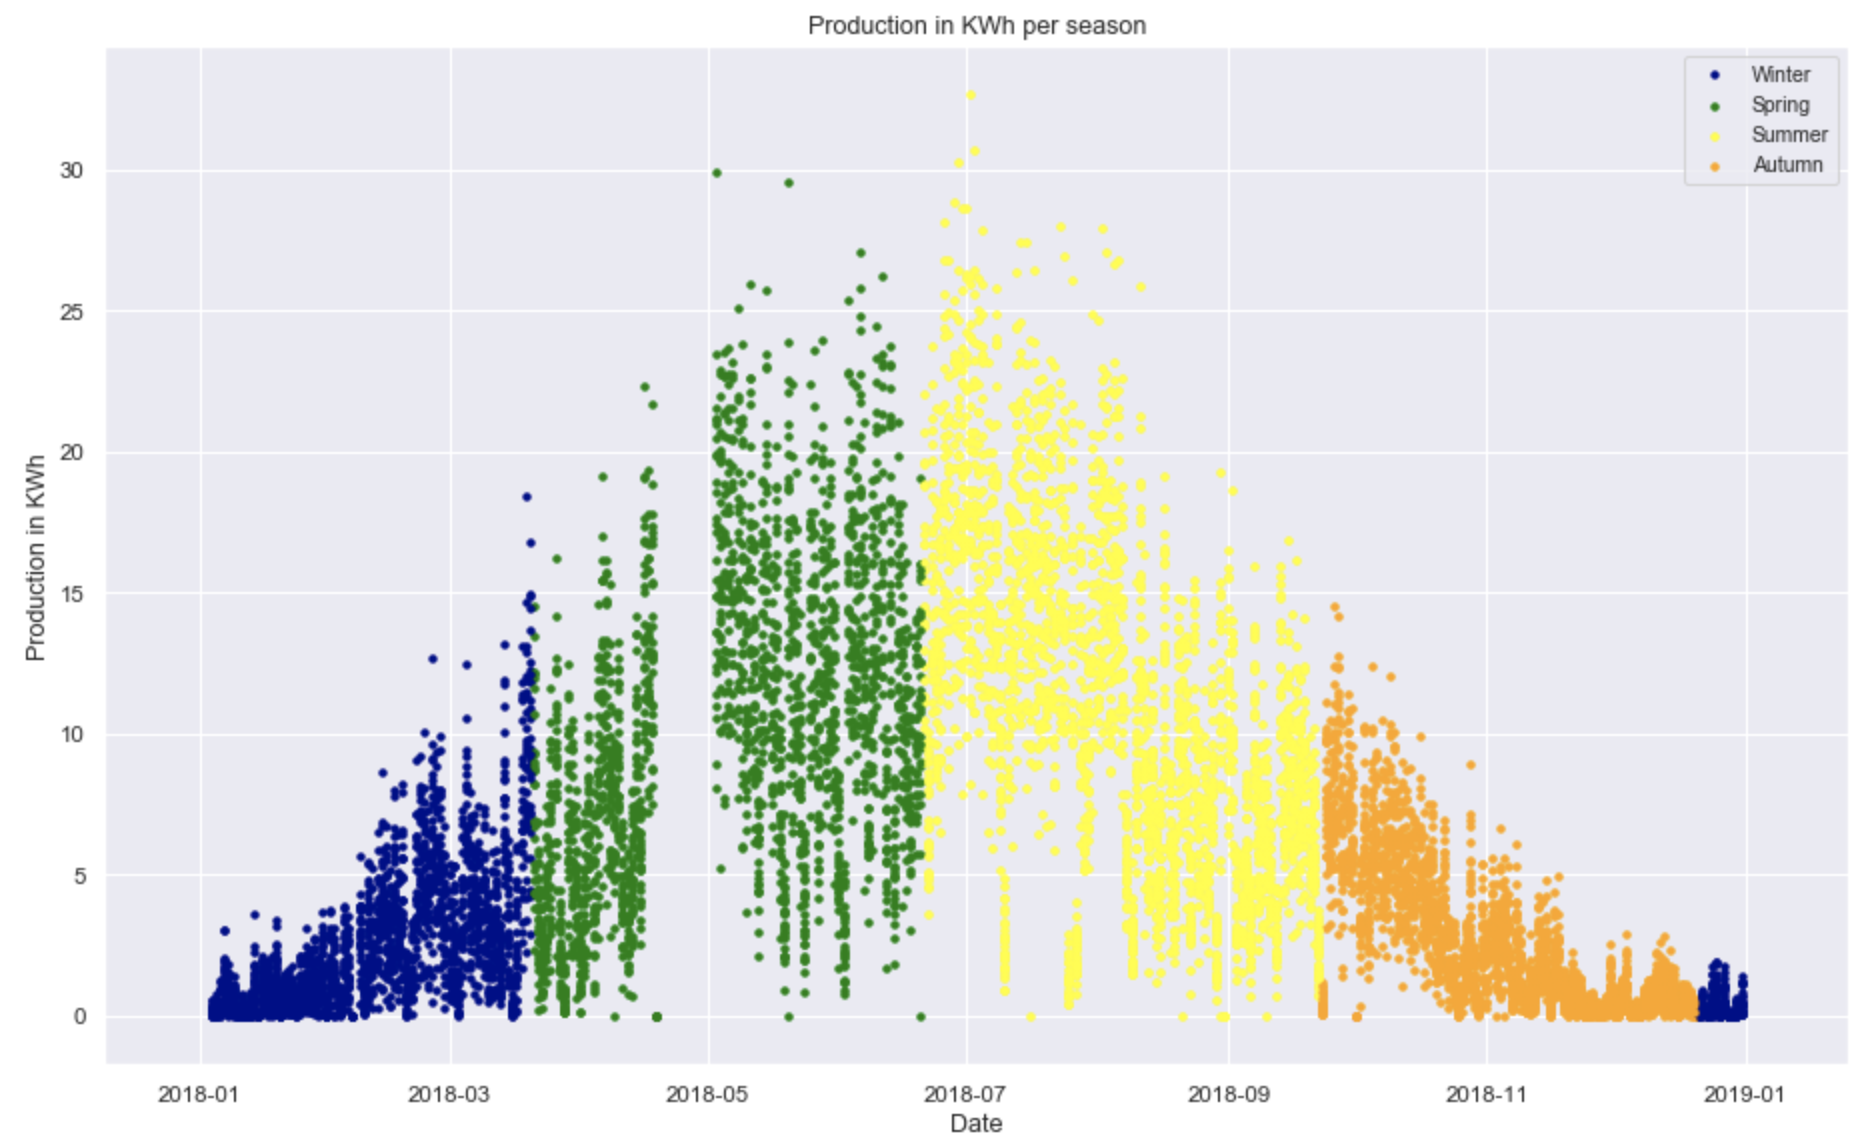 Production in KWh per season
Winter
Spring
Summer
Autumn
Production in KWh
30
25
20
15
10
5
0
2018-01
2018-03
2018-05
2018-07
2018-09
2018-11
2019-01
Date